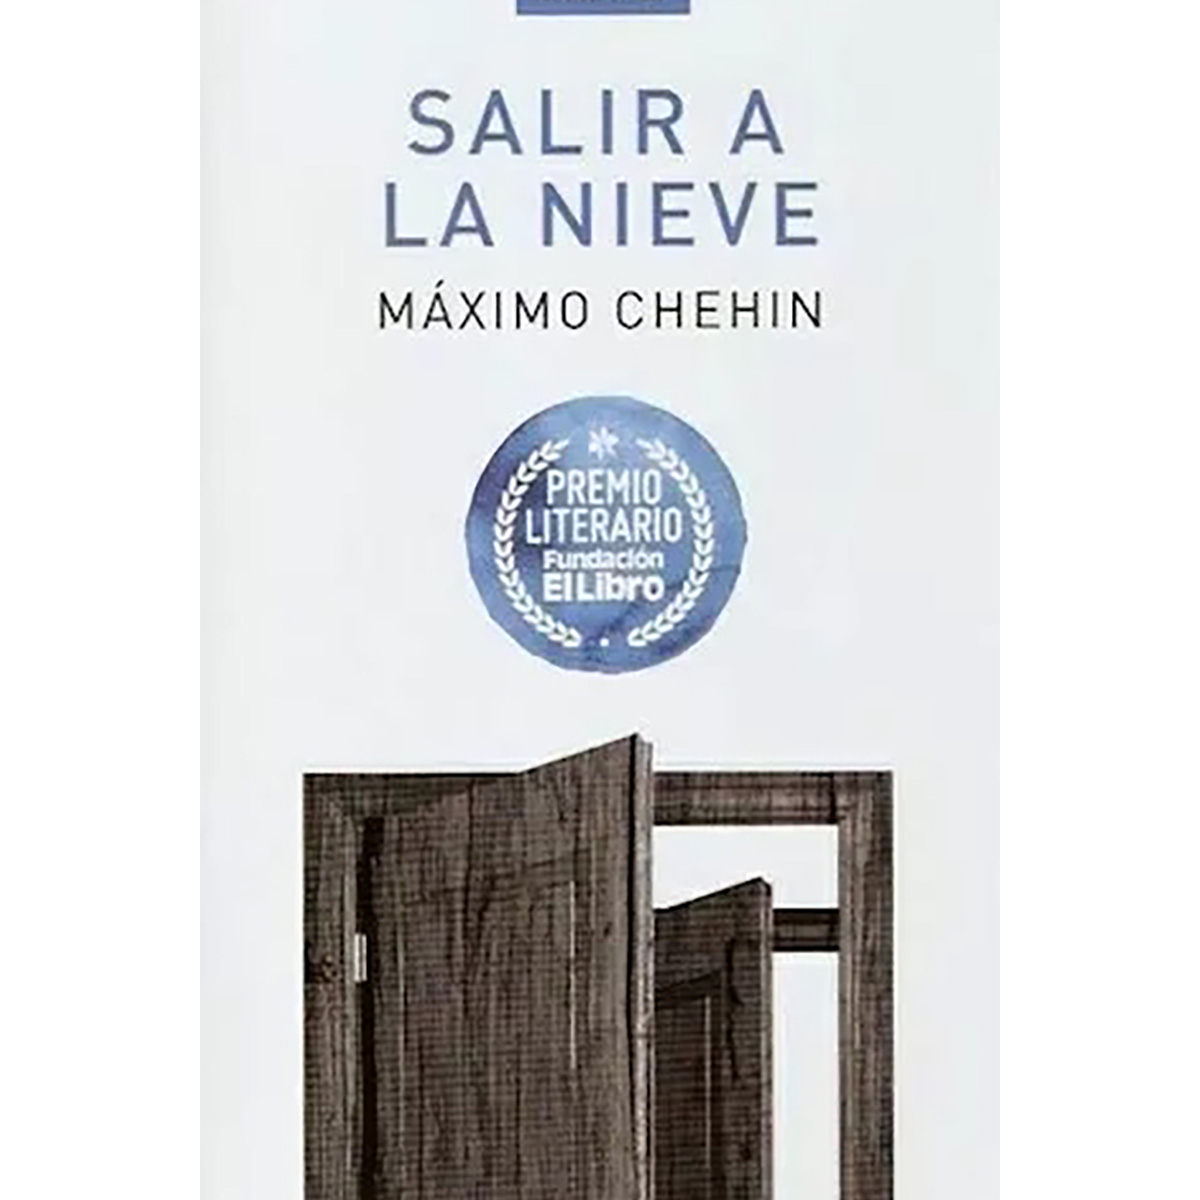 SALIR A
LA NIEVE
MÁXIMO CHEHIN
PREMIO
LITERARIO
Fundación
El Libro